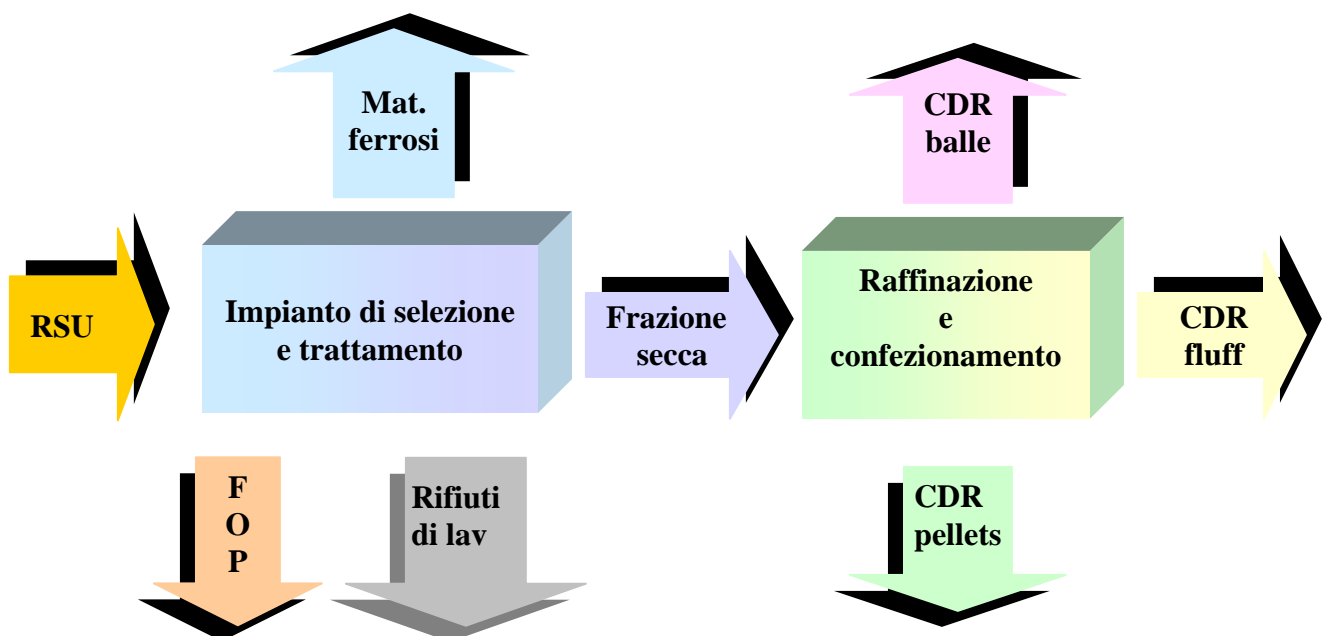 Mat.
ferrosi
CDR
balle
RSU
Impianto di selezione
e trattamento
Frazione
secca
Raffinazione
e
confezionamento
CDR
fluff
F
O
P
Rifiuti
di lav
CDR
pellets